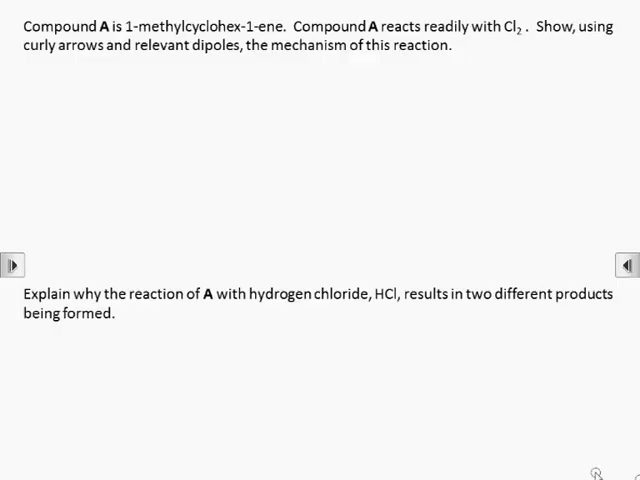 Compound A is 1-methylcyclohex-1-ene. Compound A reacts readily with Cl₂ . Show, using
curly arrows and relevant dipoles, the mechanism of this reaction.
Explain why the reaction of A with hydrogen chloride, HCl, results in two different products
being formed.